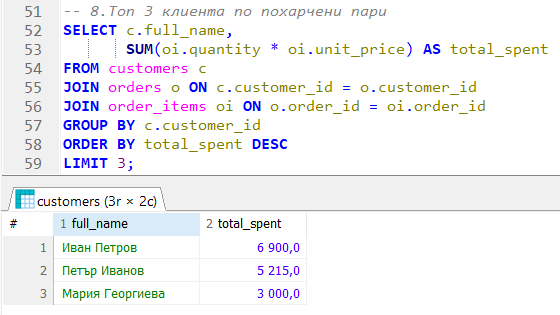 51 -- 8.Топ 3 клиента по похарчени пари
52 SELECT c.full_name,
53 SUM(oi.quantity * oi.unit_price) AS total_spent
54 FROM customers c
55 JOIN orders o ON c.customer_id = o.customer_id
56 JOIN order_items oi ON o.order_id = oi.order_id
57 GROUP BY c.customer_id
58 ORDER BY total_spent DESC
59 LIMIT 3;
customers (3r × 2c)
# 1 full_name 2 total_spent
1 Иван Петров 6 900,0
2 Петър Иванов 5 215,0
3 Мария Георгиева 3 000,0